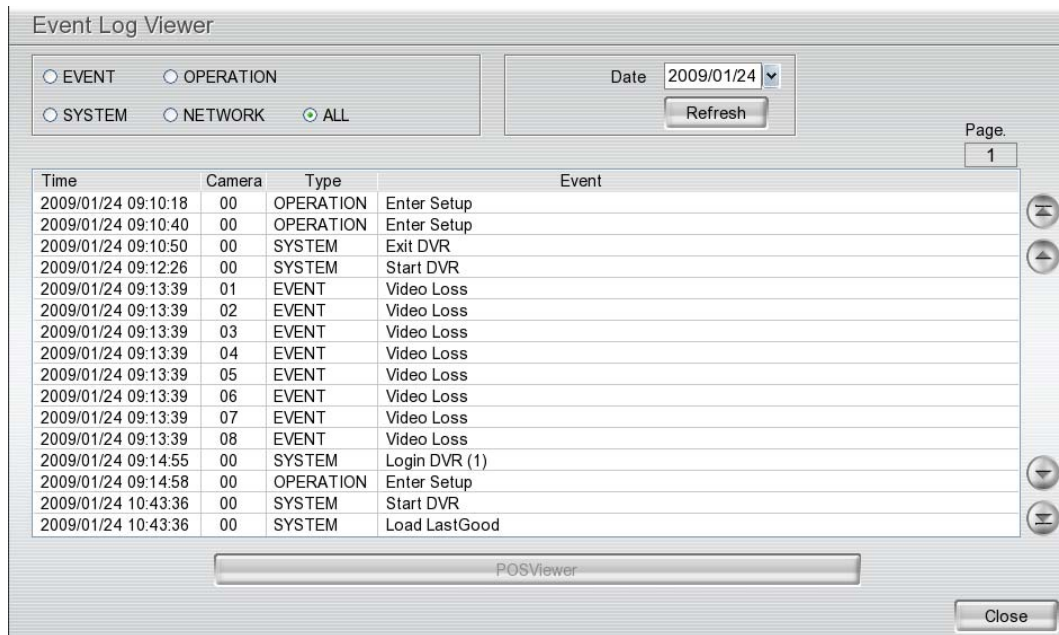 Event Log Viewer
EVENT OPERATION
SYSTEM NETWORK ALL
Date 2009/01/24
Refresh
Page.
1
Time Camera Type Event
2009/01/24 09:10:18 00 OPERATION Enter Setup
2009/01/24 09:10:40 00 OPERATION Enter Setup
2009/01/24 09:10:50 00 SYSTEM Exit DVR
2009/01/24 09:12:26 00 SYSTEM Start DVR
2009/01/24 09:13:39 01 EVENT Video Loss
2009/01/24 09:13:39 02 EVENT Video Loss
2009/01/24 09:13:39 03 EVENT Video Loss
2009/01/24 09:13:39 04 EVENT Video Loss
2009/01/24 09:13:39 05 EVENT Video Loss
2009/01/24 09:13:39 06 EVENT Video Loss
2009/01/24 09:13:39 07 EVENT Video Loss
2009/01/24 09:13:39 08 EVENT Video Loss
2009/01/24 09:14:55 00 SYSTEM Login DVR (1)
2009/01/24 09:14:58 00 OPERATION Enter Setup
2009/01/24 10:43:36 00 SYSTEM Start DVR
2009/01/24 10:43:36 00 SYSTEM Load LastGood
POSViewer
Close